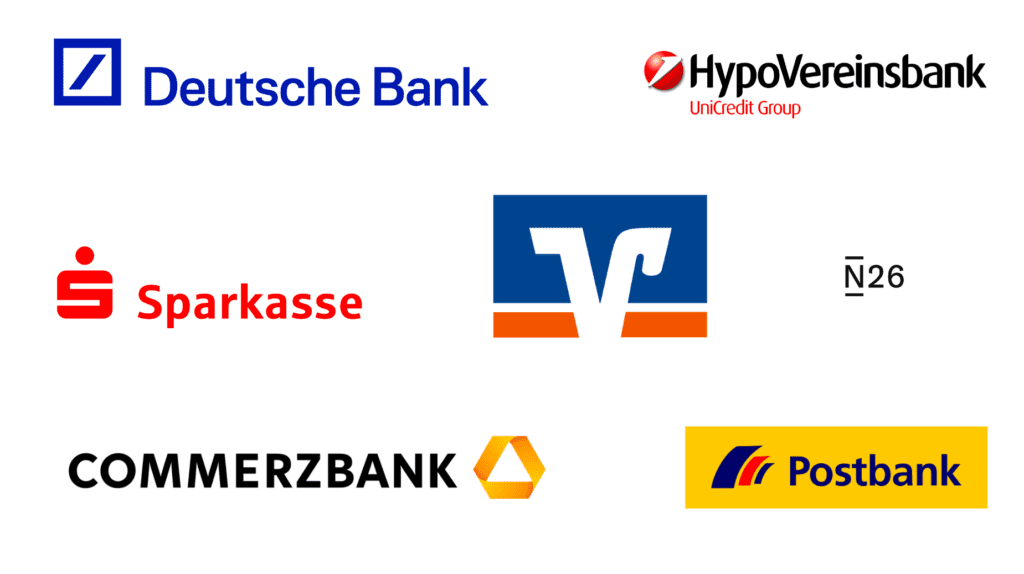 Deutsche Bank
HypoVereinsbank
UniCredit Group
Sparkasse
N26
COMMERZBANK
Postbank